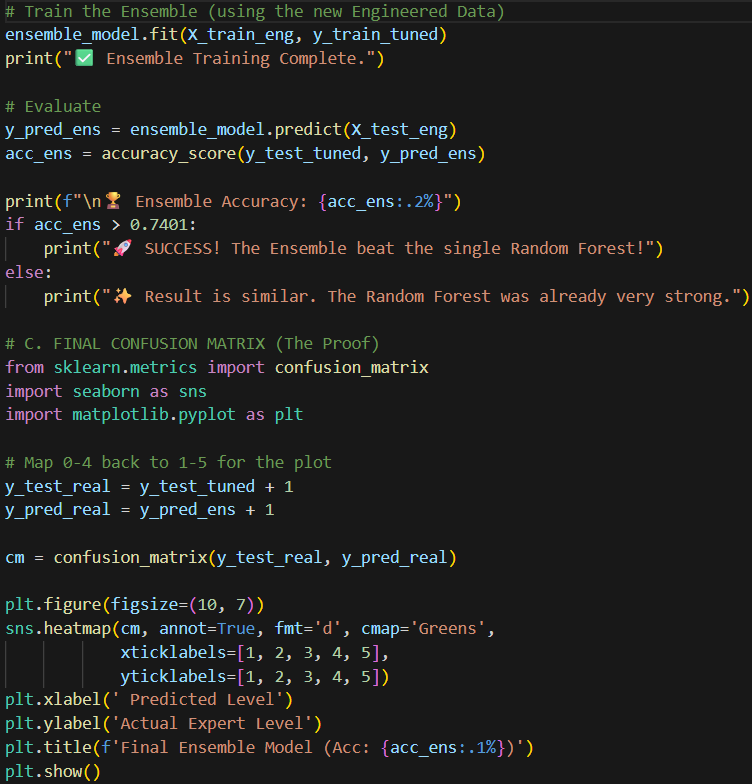 # Train the Ensemble (using the new Engineered Data)
ensemble_model.fit(X_train_eng, y_train_tuned)
print("✅ Ensemble Training Complete.")
# Evaluate
y_pred_ens = ensemble_model.predict(X_test_eng)
acc_ens = accuracy_score(y_test_tuned, y_pred_ens)
print(f"\n🏆 Ensemble Accuracy: {acc_ens:.2%}")
if acc_ens > 0.7401:
    print("🚀 SUCCESS! The Ensemble beat the single Random Forest!")
else:
    print("✨ Result is similar. The Random Forest was already very strong.")
# C. FINAL CONFUSION MATRIX (The Proof)
from sklearn.metrics import confusion_matrix
import seaborn as sns
import matplotlib.pyplot as plt
# Map 0-4 back to 1-5 for the plot
y_test_real = y_test_tuned + 1
y_pred_real = y_pred_ens + 1
cm = confusion_matrix(y_test_real, y_pred_real)
plt.figure(figsize=(10, 7))
sns.heatmap(cm, annot=True, fmt='d', cmap='Greens',
            xticklabels=[1, 2, 3, 4, 5],
            yticklabels=[1, 2, 3, 4, 5])
plt.xlabel(' Predicted Level')
plt.ylabel('Actual Expert Level')
plt.title(f'Final Ensemble Model (Acc: {acc_ens:.1%})')
plt.show()